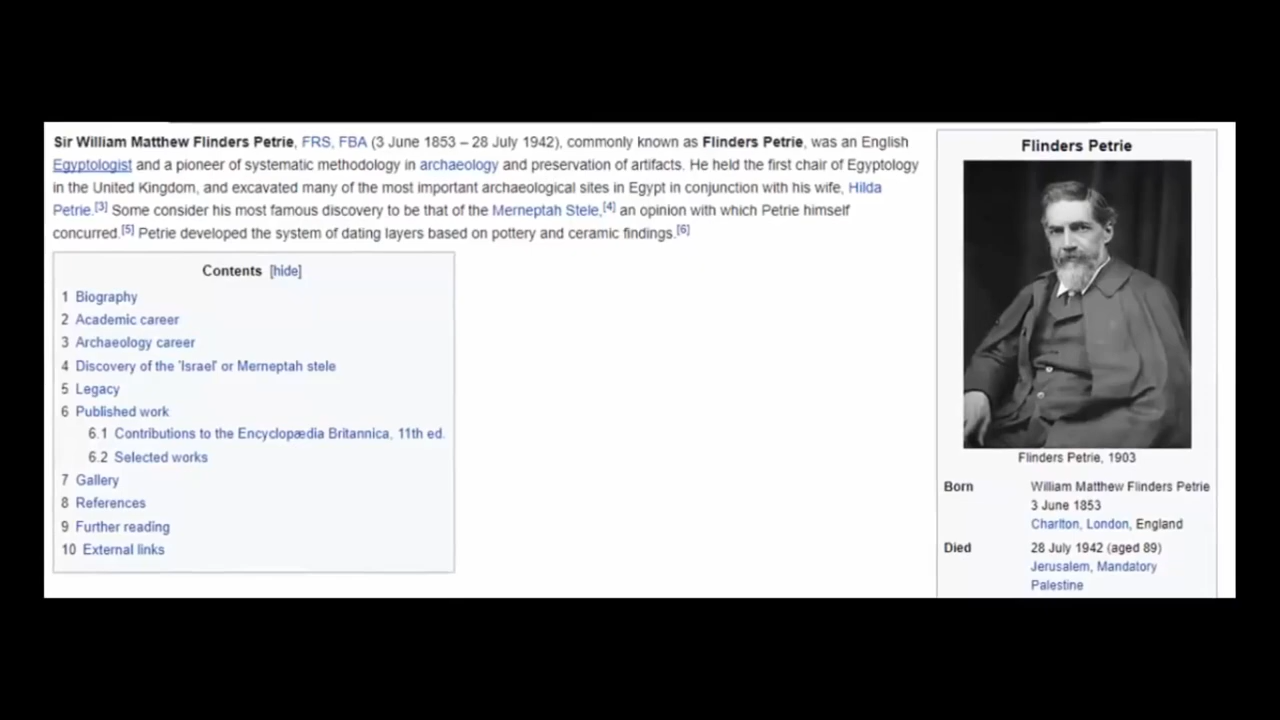 Sir William Matthew Flinders Petrie, FRS, FBA (3 June 1853 – 28 July 1942), commonly known as Flinders Petrie, was an English
Egyptologist and a pioneer of systematic methodology in archaeology and preservation of artifacts. He held the first chair of Egyptology
in the United Kingdom, and excavated many of the most important archaeological sites in Egypt in conjunction with his wife, Hilda
Petrie.[3] Some consider his most famous discovery to be that of the Merneptah Stele,[4] an opinion with which Petrie himself
concurred.[5] Petrie developed the system of dating layers based on pottery and ceramic findings.[6]
Contents [hide]
1 Biography
2 Academic career
3 Archaeology career
4 Discovery of the 'Israel' or Merneptah stele
5 Legacy
6 Published work
6.1 Contributions to the Encyclopædia Britannica, 11th ed.
6.2 Selected works
7 Gallery
8 References
9 Further reading
10 External links
Flinders Petrie
Flinders Petrie, 1903
Born William Matthew Flinders Petrie
3 June 1853
Charlton, London, England
Died 28 July 1942 (aged 89)
Jerusalem, Mandatory
Palestine